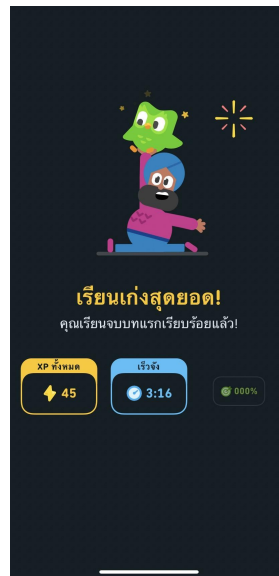 เรียนเก่งสุดยอด!
คุณเรียนจบบทแรกเรียบร้อยแล้ว!
XP ทั้งหมด
เร็วจัง
45
3:16
000%